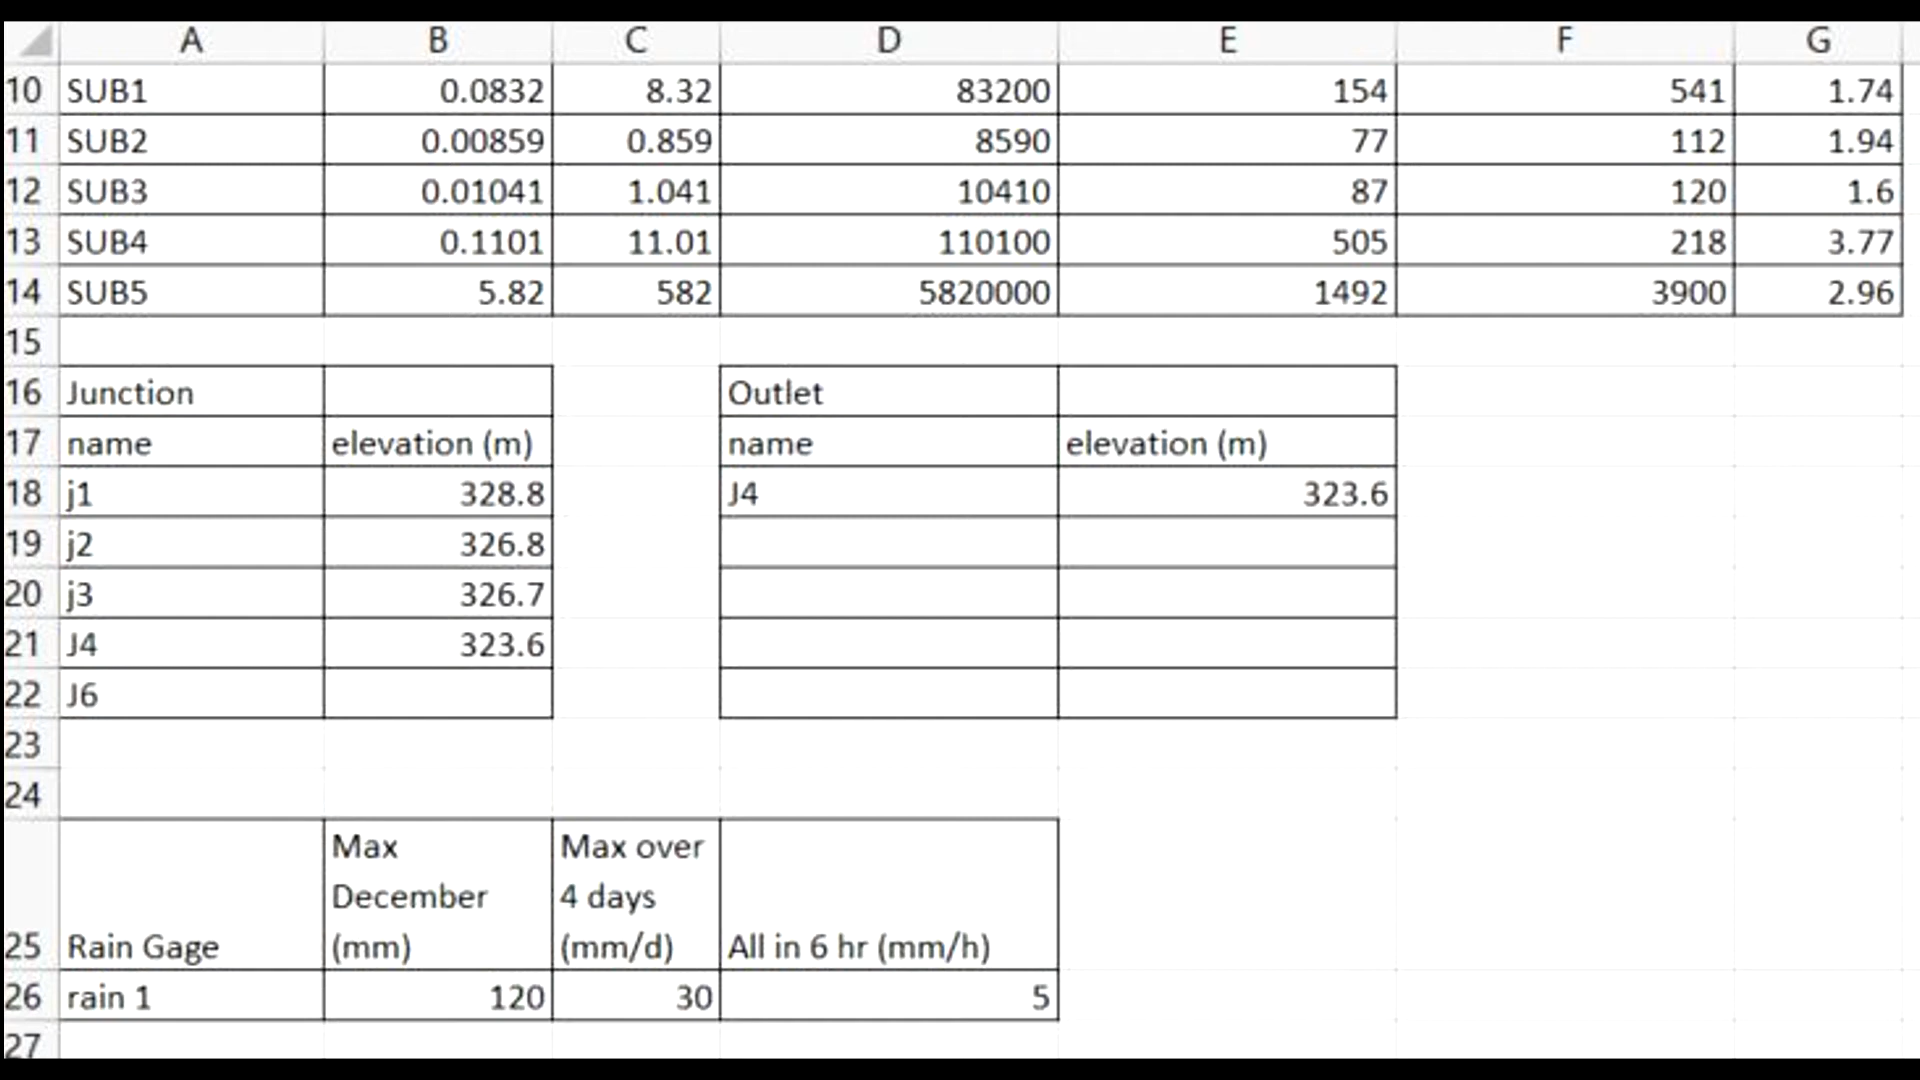 A B C D E F G
10 SUB1 0.0832 8.32 83200 154 541 1.74
11 SUB2 0.00859 0.859 8590 77 112 1.94
12 SUB3 0.01041 1.041 10410 87 120 1.6
13 SUB4 0.1101 11.01 110100 505 218 3.77
14 SUB5 5.82 582 5820000 1492 3900 2.96
15
16 Junction Outlet
17 name elevation (m) name elevation (m)
18 j1 328.8 J4 323.6
19 j2 326.8
20 j3 326.7
21 J4 323.6
22 J6
23
24
Max Max over
December 4 days
25 Rain Gage (mm) (mm/d) All in 6 hr (mm/h)
26 rain 1 120 30 5
27